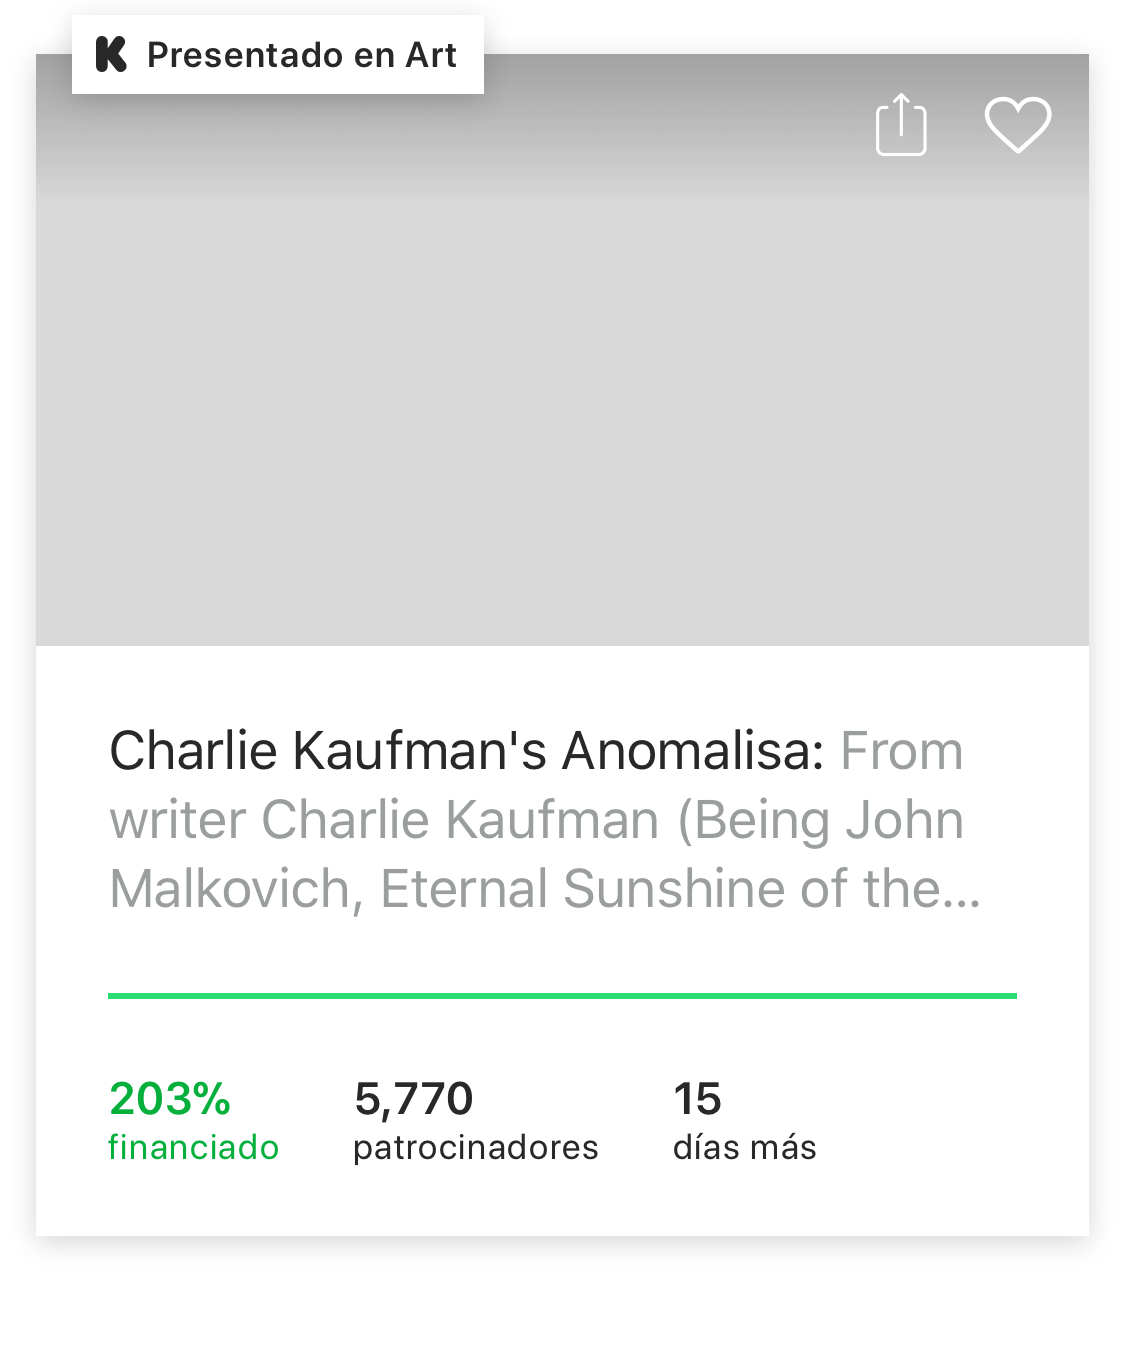 Presentado en Art
Charlie Kaufman's Anomalisa: From
writer Charlie Kaufman (Being John
Malkovich, Eternal Sunshine of the...
203%
financiado
5,770
patrocinadores
15
días más